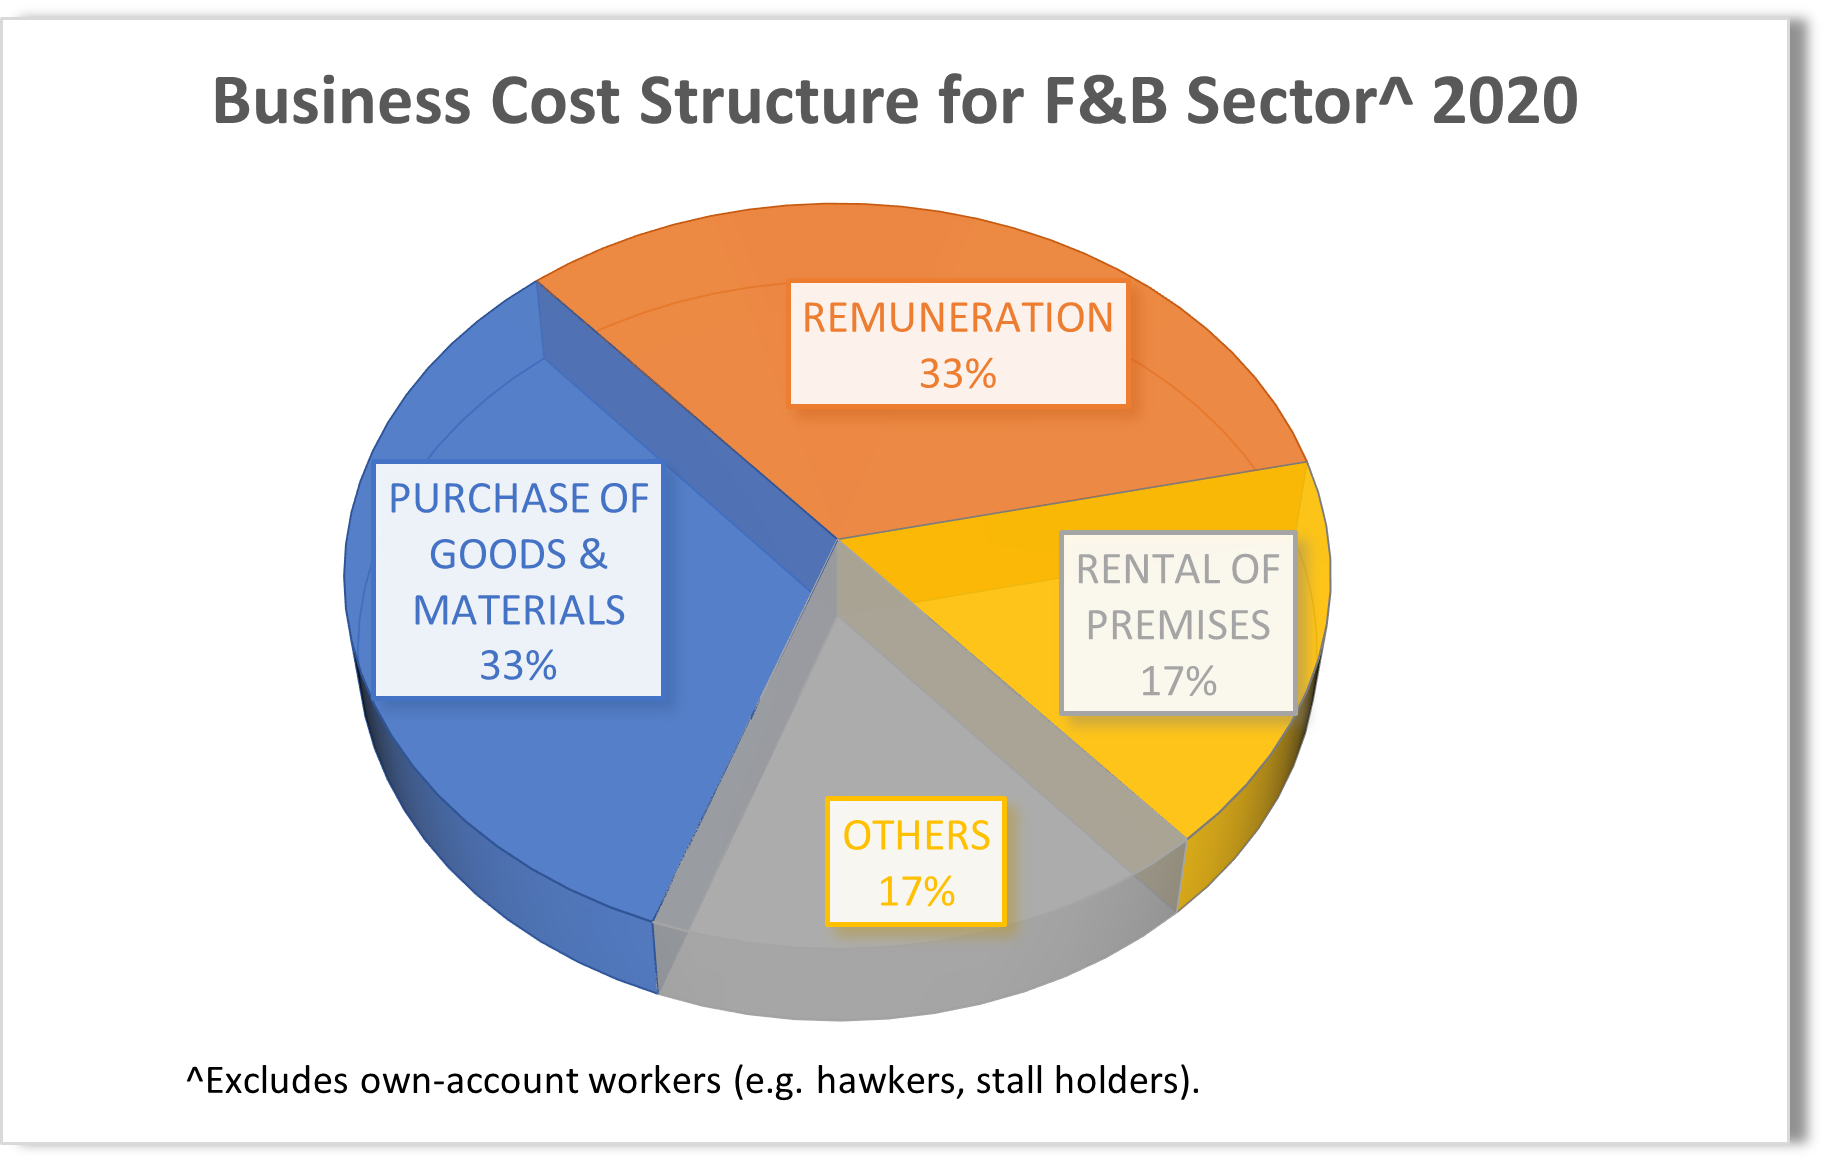 Business Cost Structure for F&B Sector^ 2020
REMUNERATION
33%
PURCHASE OF
GOODS &
MATERIALS
33%
RENTAL OF
PREMISES
17%
OTHERS
17%
^Excludes own-account workers (e.g. hawkers, stall holders).